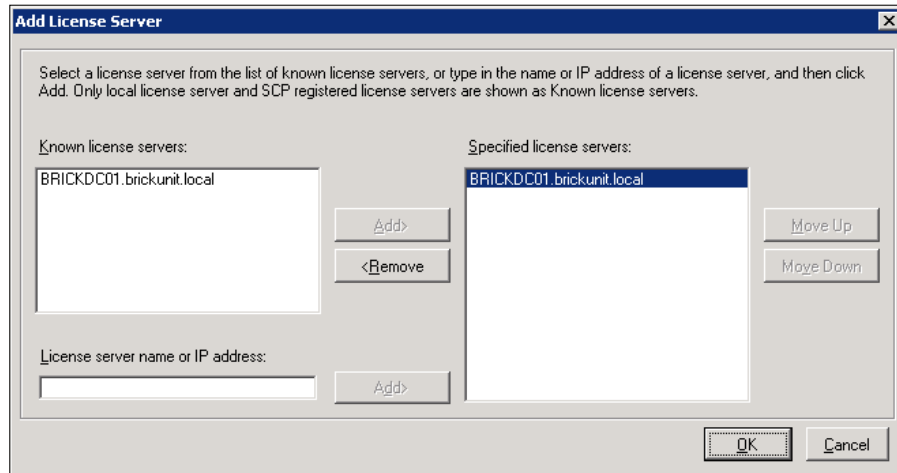 Add License Server
Select a license server from the list of known license servers, or type in the name or IP address of a license server, and then click
Add. Only local license server and SCP registered license servers are shown as Known license servers.
Known license servers:
Specified license servers:
BRICKDC01.brickunit.local
BRICKDC01.brickunit.local
Add>
Move Up
<Remove
Move Down
License server name or IP address:
Add>
OK
Cancel